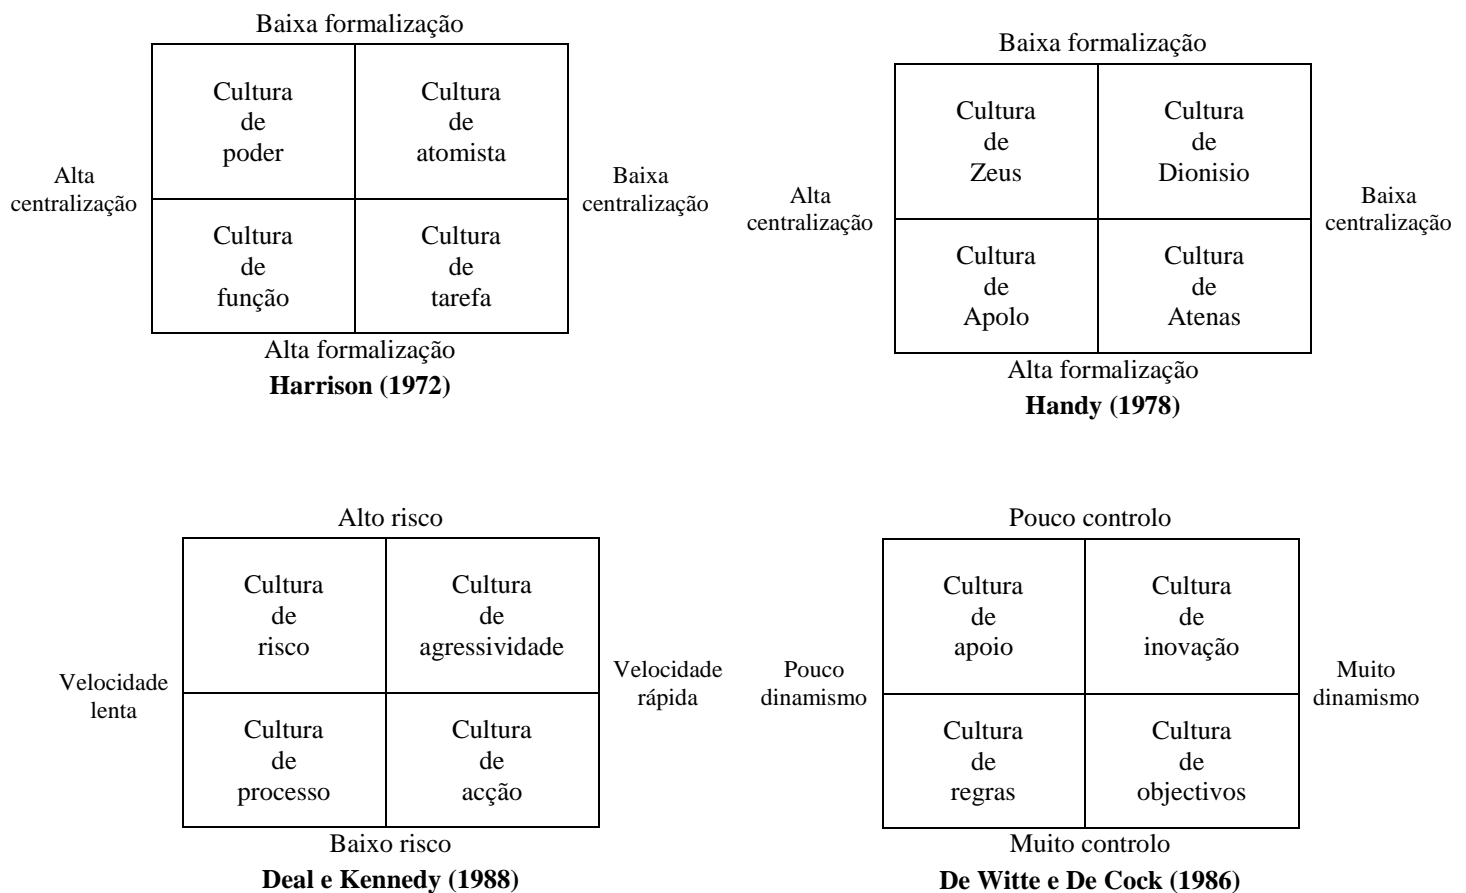 Baixa formalização
Cultura
de
poder
Cultura
de
atomista
Alta
centralização
Baixa
centralização
Cultura
de
função
Cultura
de
tarefa
Alta formalização
Harrison (1972)
Baixa formalização
Cultura
de
Zeus
Cultura
de
Dionisio
Alta
centralização
Baixa
centralização
Cultura
de
Apolo
Cultura
de
Atenas
Alta formalização
Handy (1978)
Alto risco
Cultura
de
risco
Cultura
de
agressividade
Velocidade
lenta
Velocidade
rápida
Cultura
de
processo
Cultura
de
acção
Baixo risco
Deal e Kennedy (1988)
Pouco controlo
Cultura
de
apoio
Cultura
de
inovação
Pouco
dinamismo
Muito
dinamismo
Cultura
de
regras
Cultura
de
objectivos
Muito controlo
De Witte e De Cock (1986)